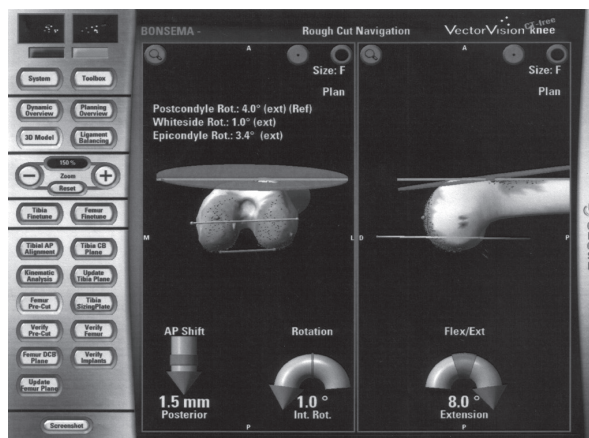 BONSEMA -
Rough Cut Navigation
VectorVision CT-free knee
System
Toolbox
Dynamic Overview
Planning Overview
3D Model
Ligament Balancing
150 %
Zoom
Reset
Tibia Finetune
Femur Finetune
Tibial AP Alignment
Tibia CB Plane
Kinematic Analysis
Update Tibia Plane
Femur Pre-Cut
Tibia SizingPlate
Verify Pre-Cut
Verify Femur
Femur DCB Plane
Verify Implants
Update Femur Plane
Screenshot
A
Size: F
Plan
Postcondyle Rot.: 4.0° (ext) (Ref)
Whiteside Rot.: 1.0° (ext)
Epicondyle Rot.: 3.4° (ext)
M
L
AP Shift
Rotation
1.5 mm
Posterior
1.0 °
Int. Rot.
P
A
Size: F
Plan
D
P
Flex/Ext
8.0 °
Extension
P